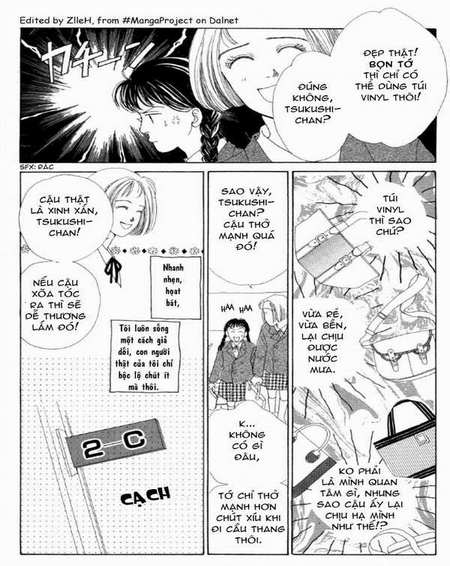 Edited by ZlleH, from #MangaProject on Dalnet
ĐẸP THẬT!
BỌN TỚ
THÌ CHỈ CÓ
THỂ DÙNG TÚI
VINYL THÔI!
ĐÚNG
KHÔNG,
TSUKUSHI-
CHAN?
SFX: RẮC
TÚI
VINYL
THÌ SAO
CHỨ?
VỪA RẺ,
VỪA BỀN,
LẠI CHỊU
ĐƯỢC
NƯỚC
MƯA.
KO PHẢI
LÀ MÌNH QUAN
TÂM GÌ, NHƯNG
SAO CẬU ẤY LẠI
CHỊU HẠ MÌNH
NHƯ THẾ!?
SAO VẬY,
TSUKUSHI-
CHAN?
CẬU THỞ
MẠNH QUÁ
ĐÓ!
HAA HAA
K...
KHÔNG
CÓ GÌ
ĐÂU,
TỚ CHỈ THỞ
MẠNH HƠN
CHÚT XÍU KHI
ĐI CẦU THANG
THÔI.
CẬU THẬT
LÀ XINH XẮN,
TSUKUSHI-
CHAN!
NẾU CẬU
XÕA TÓC
RA THÌ SẼ
DỄ THƯƠNG
LẮM ĐÓ!
Nhanh
nhẹn,
hoạt
bát,
Tôi luôn sống
một cách giả
dối, con người
thật của tôi chỉ
bộc lộ chút ít
mà thôi.
2-C
CẠCH